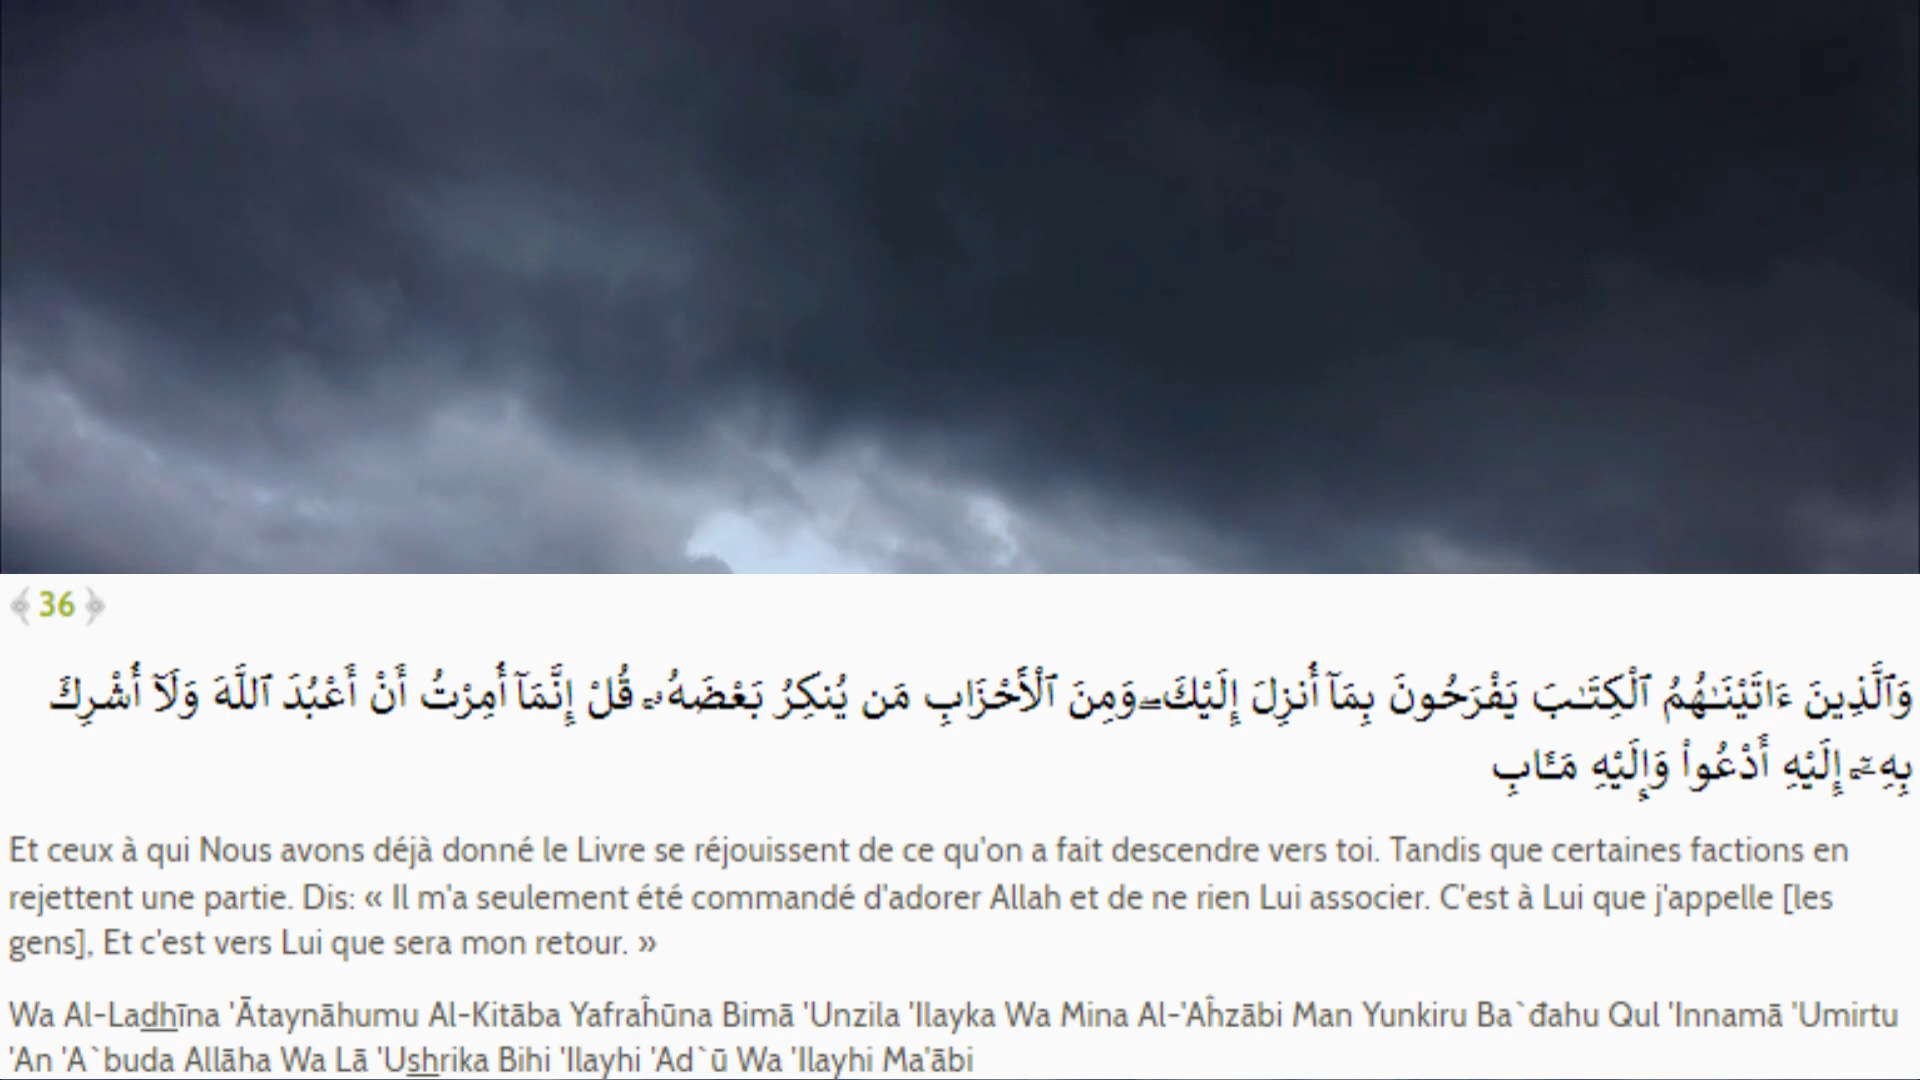 36
وَٱلَّذِينَ ءَاتَيْنَـٰهُمُ ٱلْكِتَـٰبَ يَفْرَحُونَ بِمَآ أُنزِلَ إِلَيْكَ ۖ وَمِنَ ٱلْأَحْزَابِ مَن يُنكِرُ بَعْضَهُۥ ۚ قُلْ إِنَّمَآ أُمِرْتُ أَنْ أَعْبُدَ ٱللَّهَ وَلَآ أُشْرِكَ
بِهِۦٓ ۚ إِلَيْهِ أَدْعُوا۟ وَإِلَيْهِ مَـَٔابِ
Et ceux à qui Nous avons déjà donné le Livre se réjouissent de ce qu'on a fait descendre vers toi. Tandis que certaines factions en
rejettent une partie. Dis: « Il m'a seulement été commandé d'adorer Allah et de ne rien Lui associer. C'est à Lui que j'appelle [les
gens], Et c'est vers Lui que sera mon retour. »
Wa Al-Ladhīna 'Ātaynāhumu Al-Kitāba Yafraĥūna Bimā 'Unzila 'Ilayka Wa Mina Al-'Aĥzābi Man Yunkiru Ba`đahu Qul 'Innamā 'Umirtu
'An 'A`buda Allāha Wa Lā 'Ushrika Bihi 'Ilayhi 'Ad`ū Wa 'Ilayhi Ma'ābi